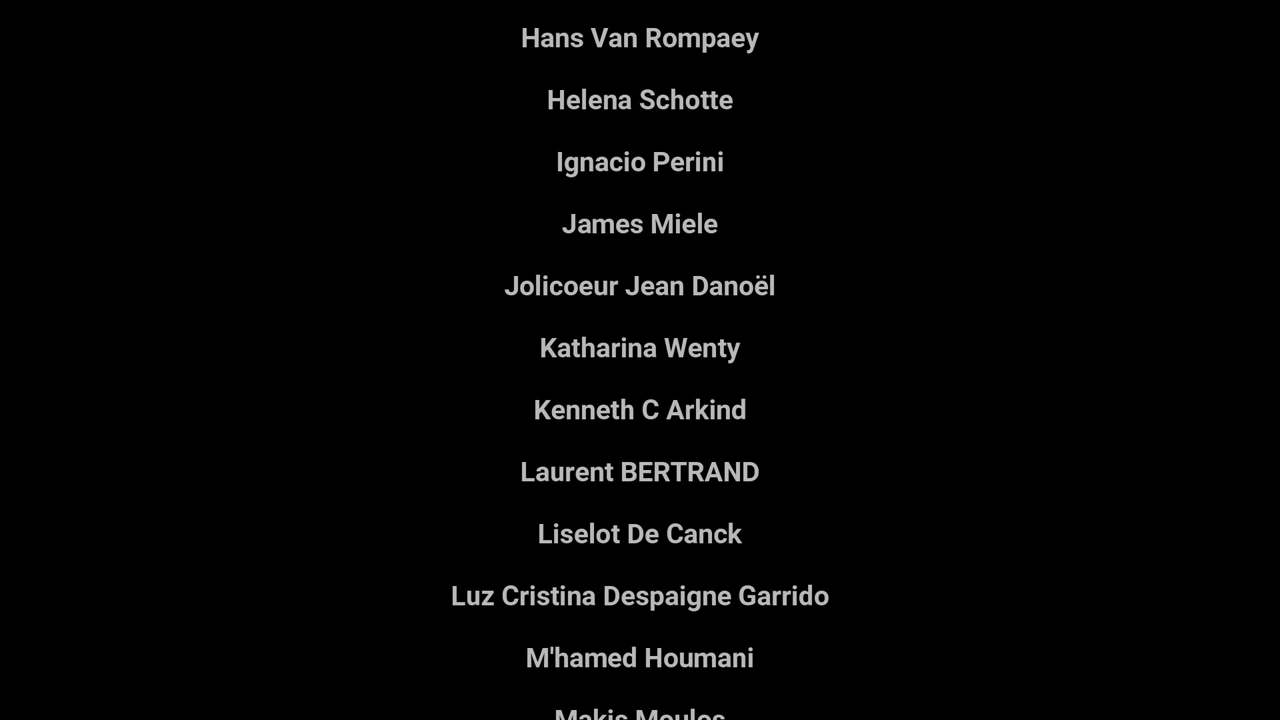 Hans Van Rompaey
Helena Schotte
Ignacio Perini
James Miele
Jolicoeur Jean Danoël
Katharina Wenty
Kenneth C Arkind
Laurent BERTRAND
Liselot De Canck
Luz Cristina Despaigne Garrido
M'hamed Houmani
Makis